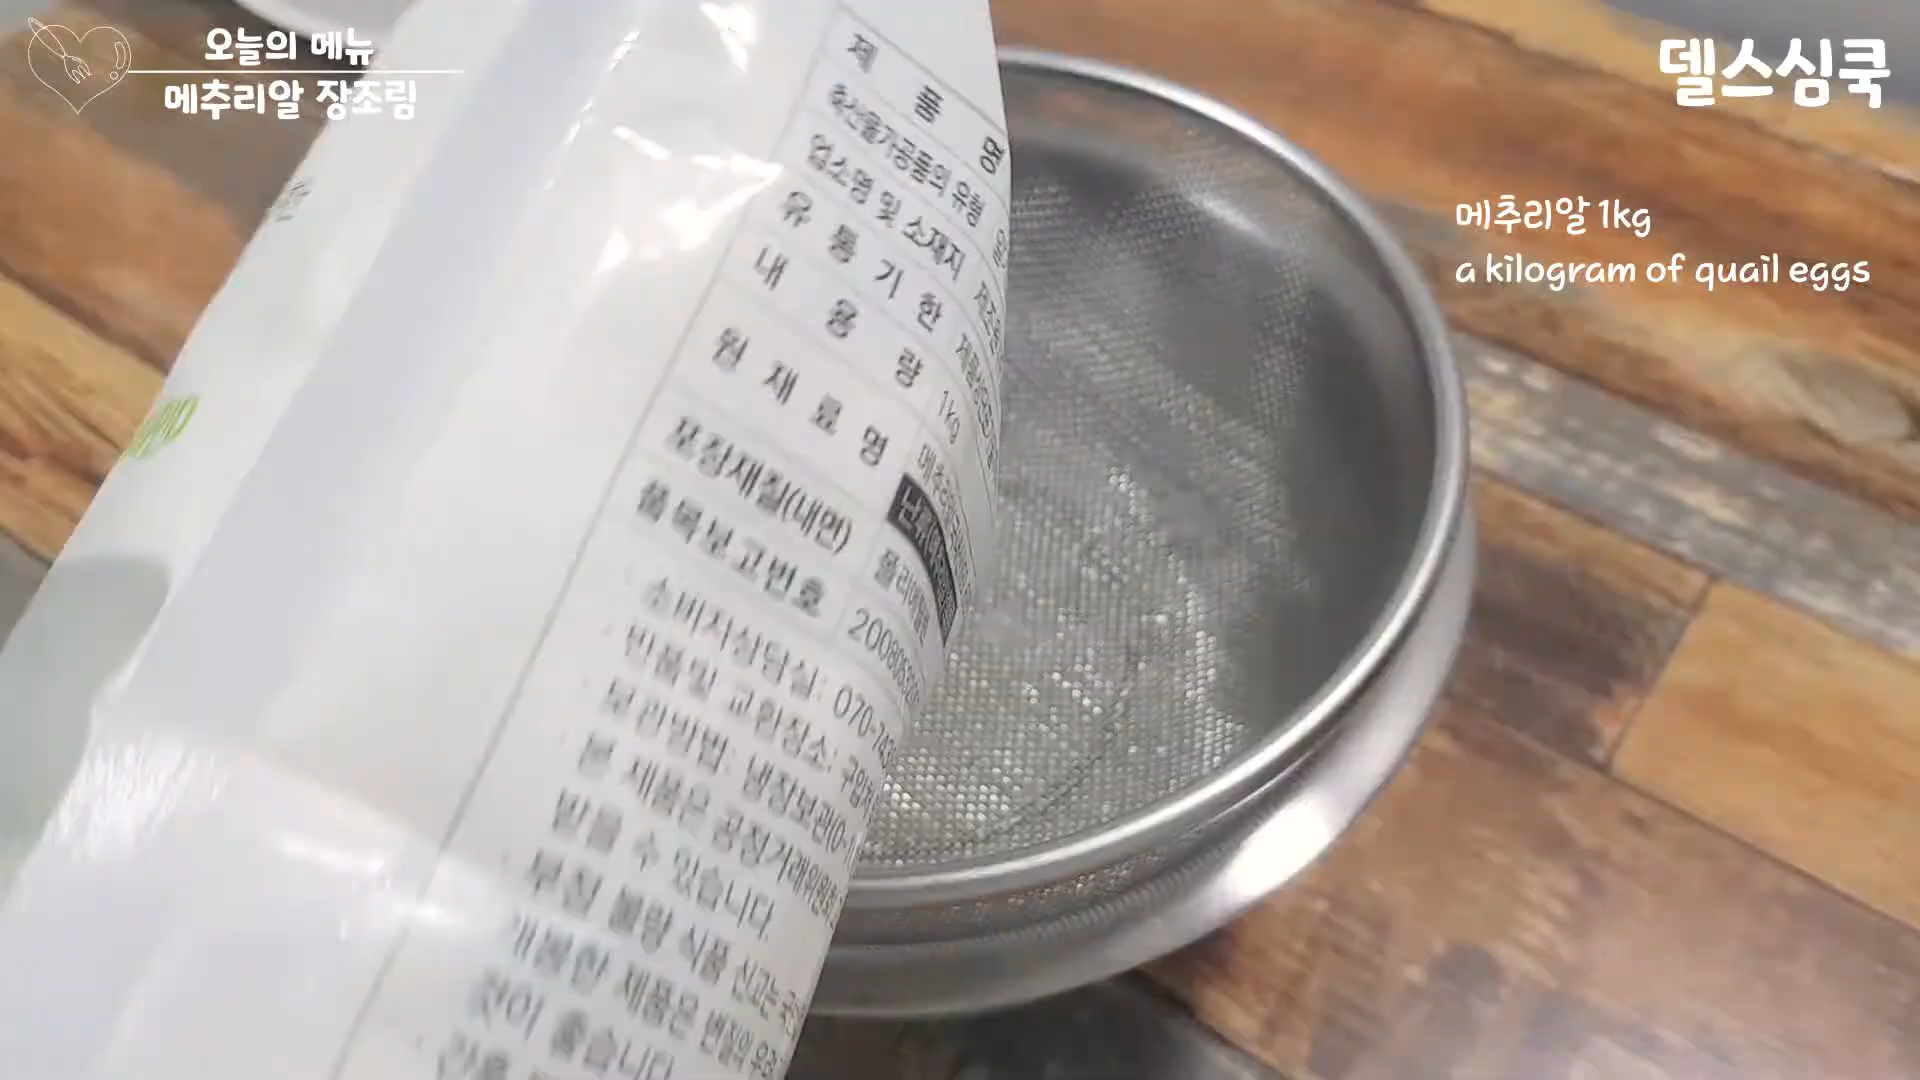 오늘의 메뉴
메추리알 장조림
델스심쿡
메추리알 1kg
a kilogram of quail eggs
제 품 명
축산물가공품의 유형
업소명 및 소재지
유 통 기 한
내 용 량 1kg
원 재 료 명
포장재질(내면)
품목보고번호
소비자상담실: 070-743
반품및 교환장소: 구입처
보관방법: 냉장보관(0~
본 제품은 공정거래위원회
받을 수 있습니다.
부정 불량 식품 신고는 국번
개봉한 제품은 변질의 우려
것이 좋습니다.